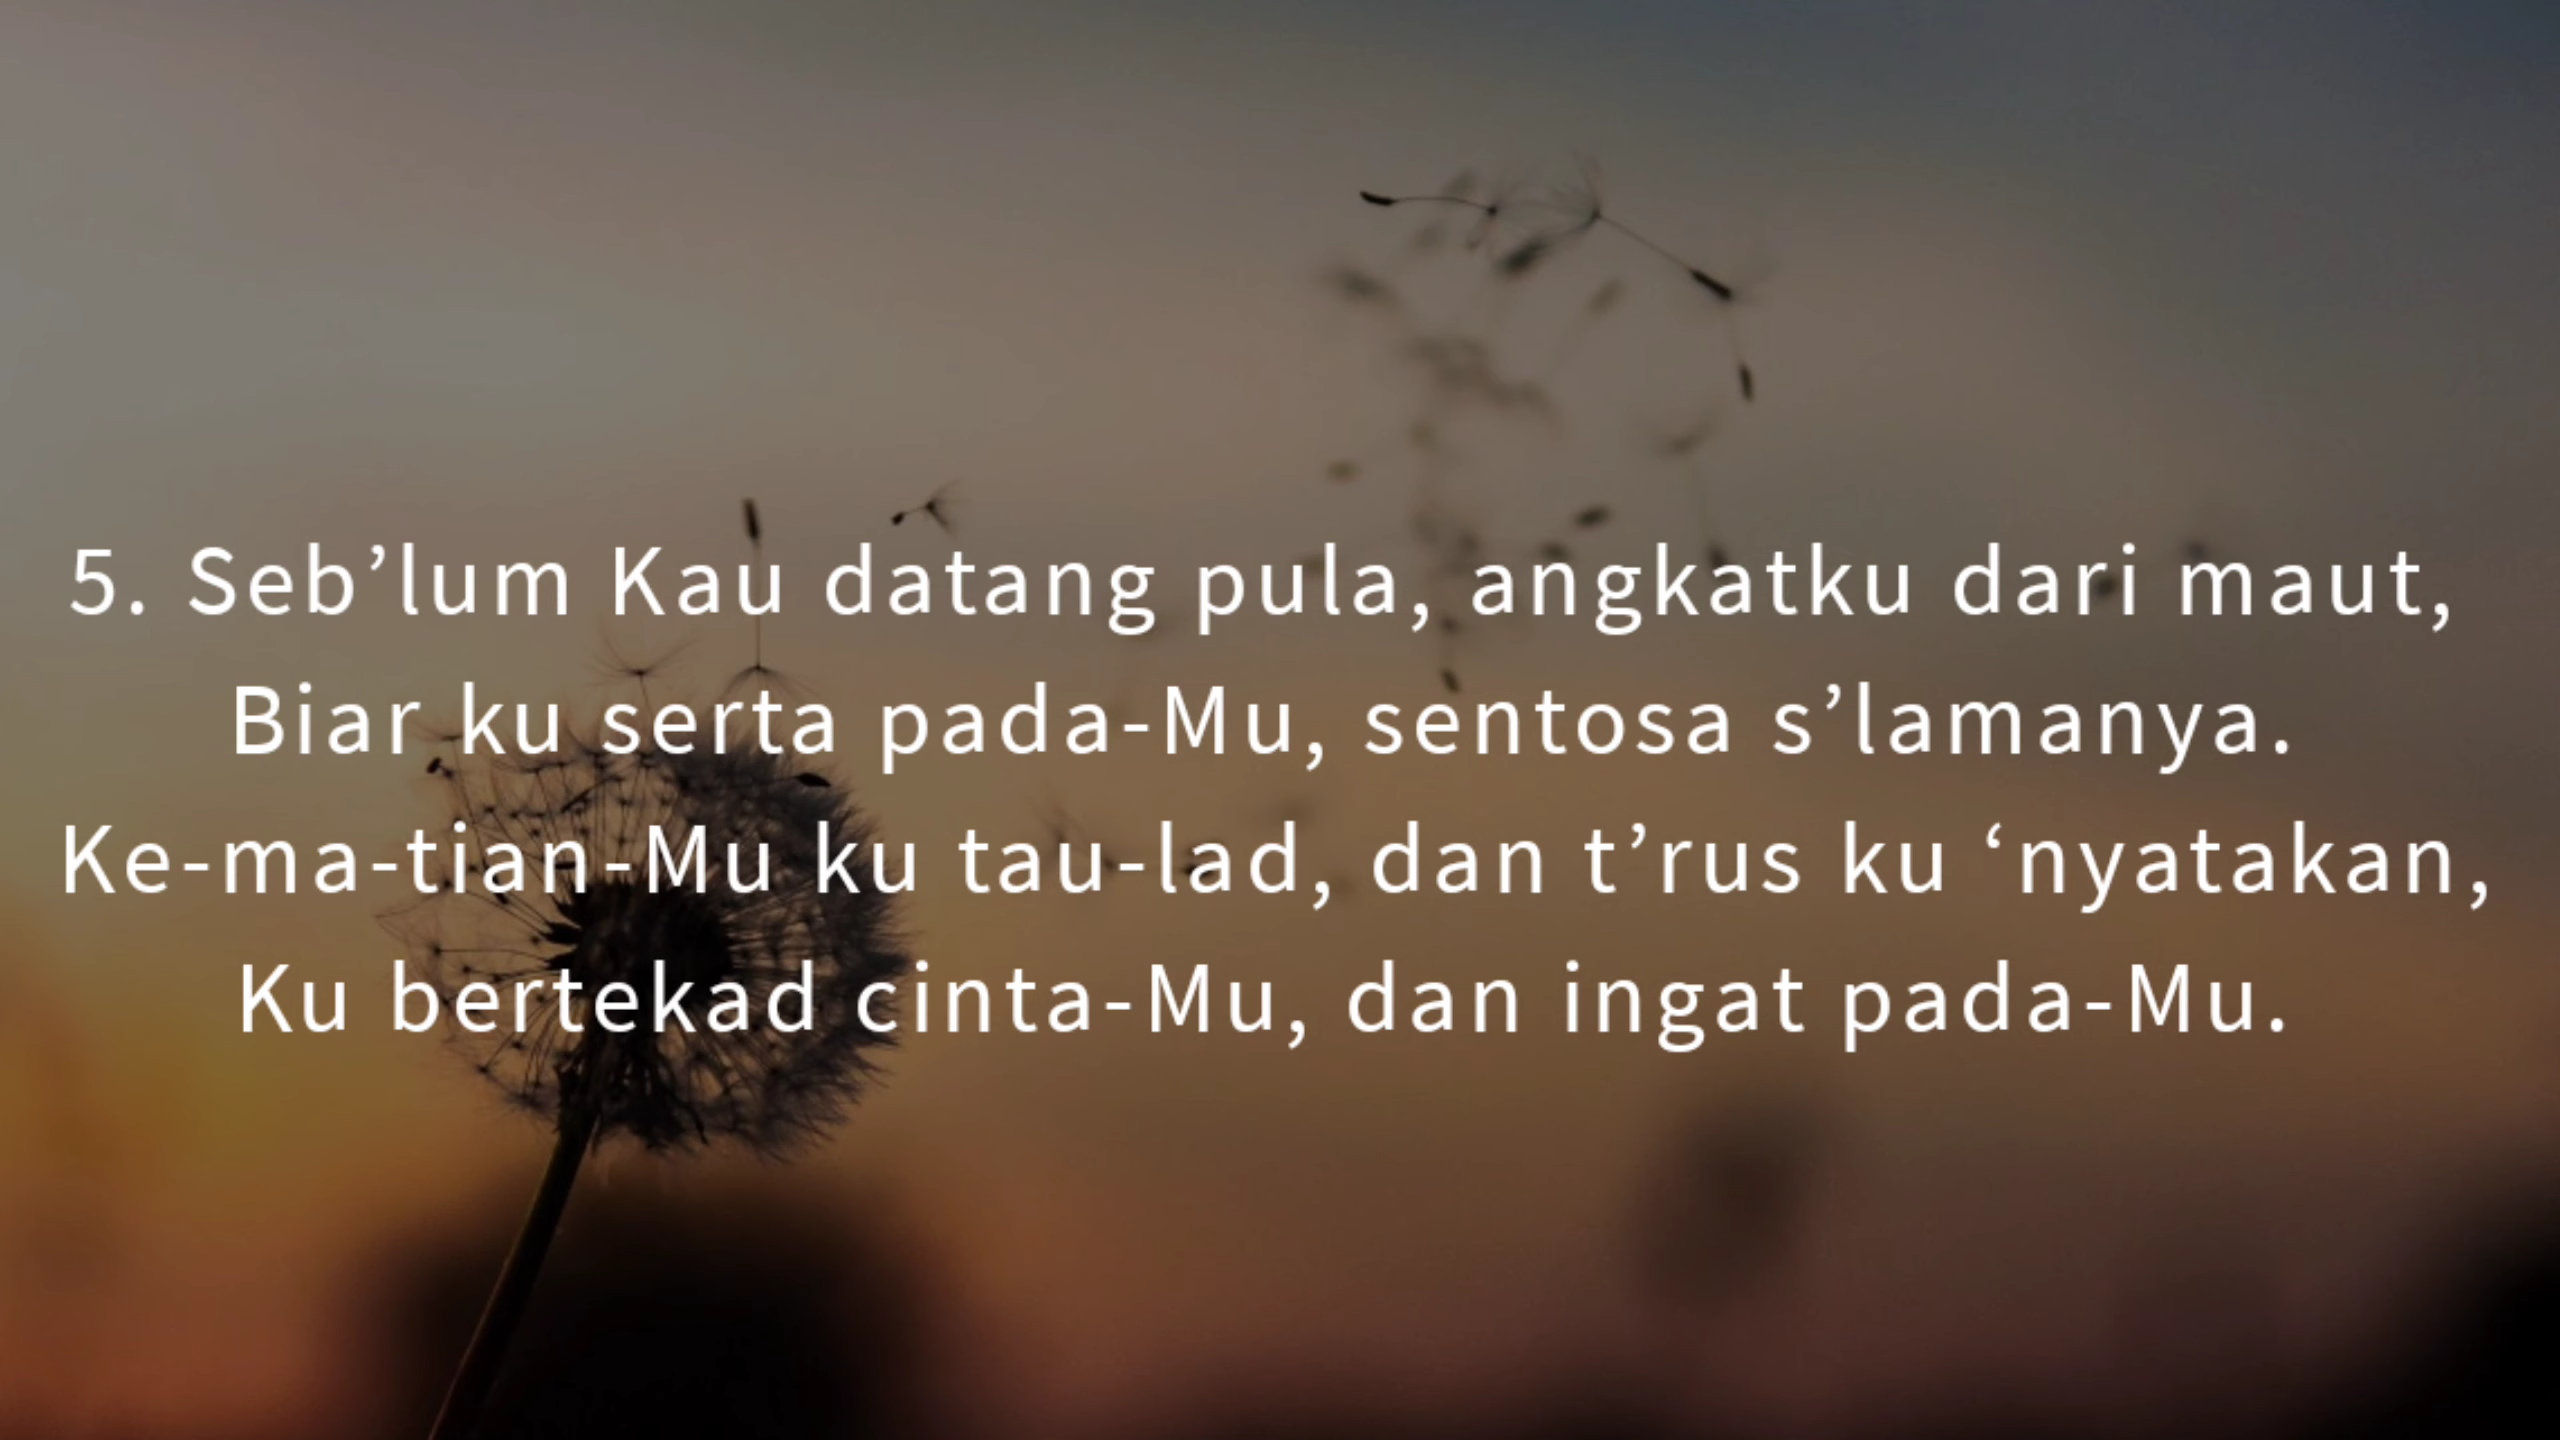 5. Seb’lum Kau datang pula, angkatku dari maut,
Biar ku serta pada-Mu, sentosa s’lamanya.
Ke-ma-tian-Mu ku tau-lad, dan t’rus ku ‘nyatakan,
Ku bertekad cinta-Mu, dan ingat pada-Mu.